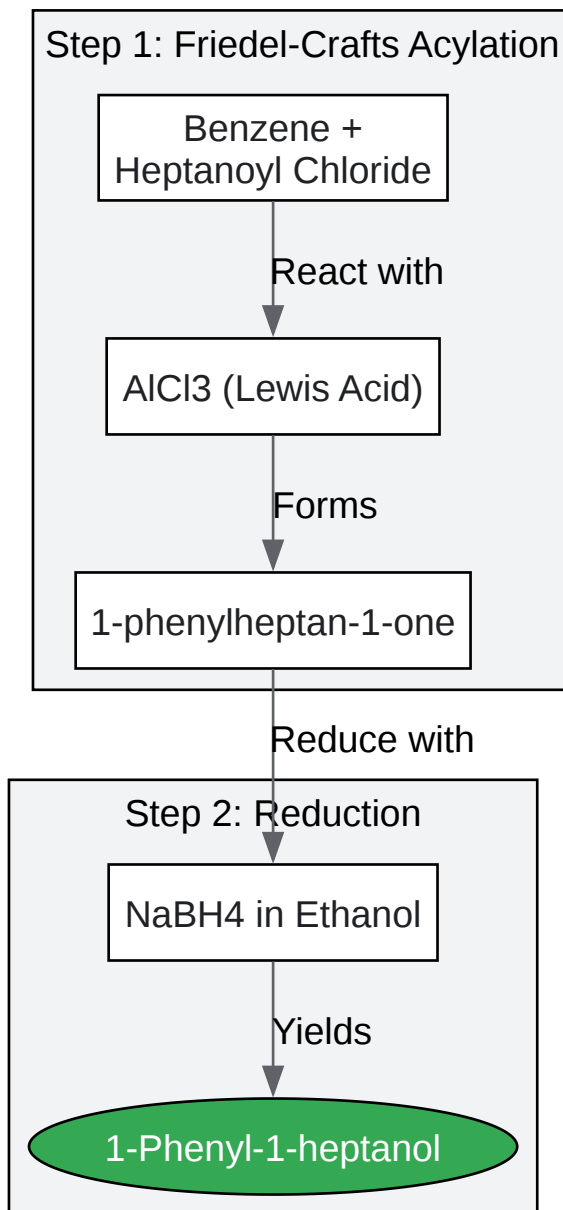 Step 1: Friedel-Crafts Acylation
Benzene +
Heptanoyl Chloride
React with
AlCl3 (Lewis Acid)
Forms
1-phenylheptan-1-one
Reduce with
Step 2: Reduction
NaBH4 in Ethanol
Yields
1-Phenyl-1-heptanol